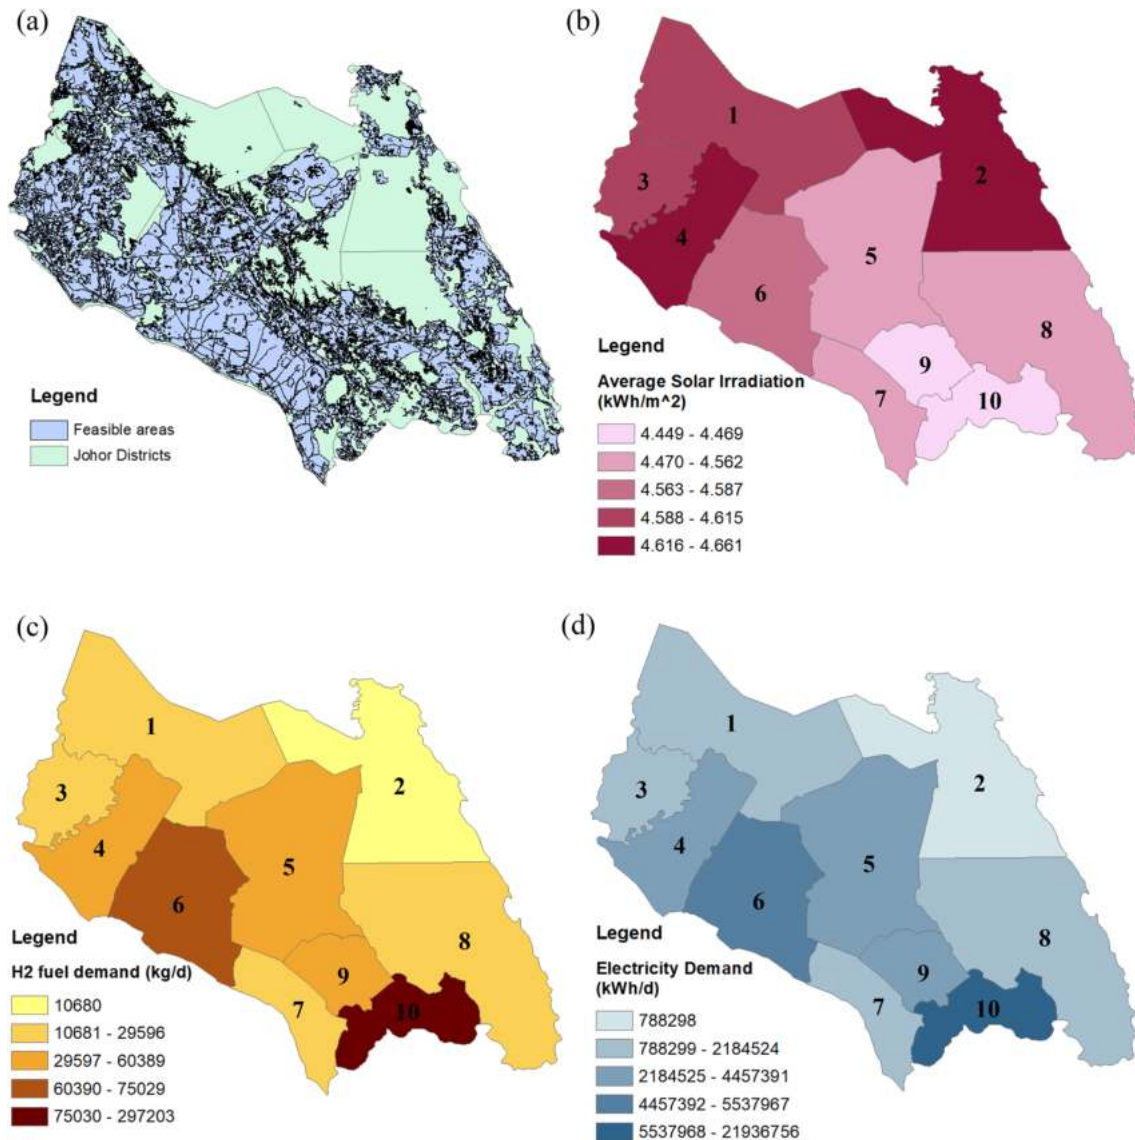 (a)
Legend
Feasible areas
Johor Districts
(b)
1
2
3
4
5
6
8
9
7
10
Legend
Average Solar Irradiation
(kWh/m^2)
4.449 - 4.469
4.470 - 4.562
4.563 - 4.587
4.588 - 4.615
4.616 - 4.661
(c)
1
2
3
4
5
6
8
9
7
10
Legend
H2 fuel demand (kg/d)
10680
10681 - 29596
29597 - 60389
60390 - 75029
75030 - 297203
(d)
1
2
3
4
5
6
8
9
7
10
Legend
Electricity Demand
(kWh/d)
788298
788299 - 2184524
2184525 - 4457391
4457392 - 5537967
5537968 - 21936756